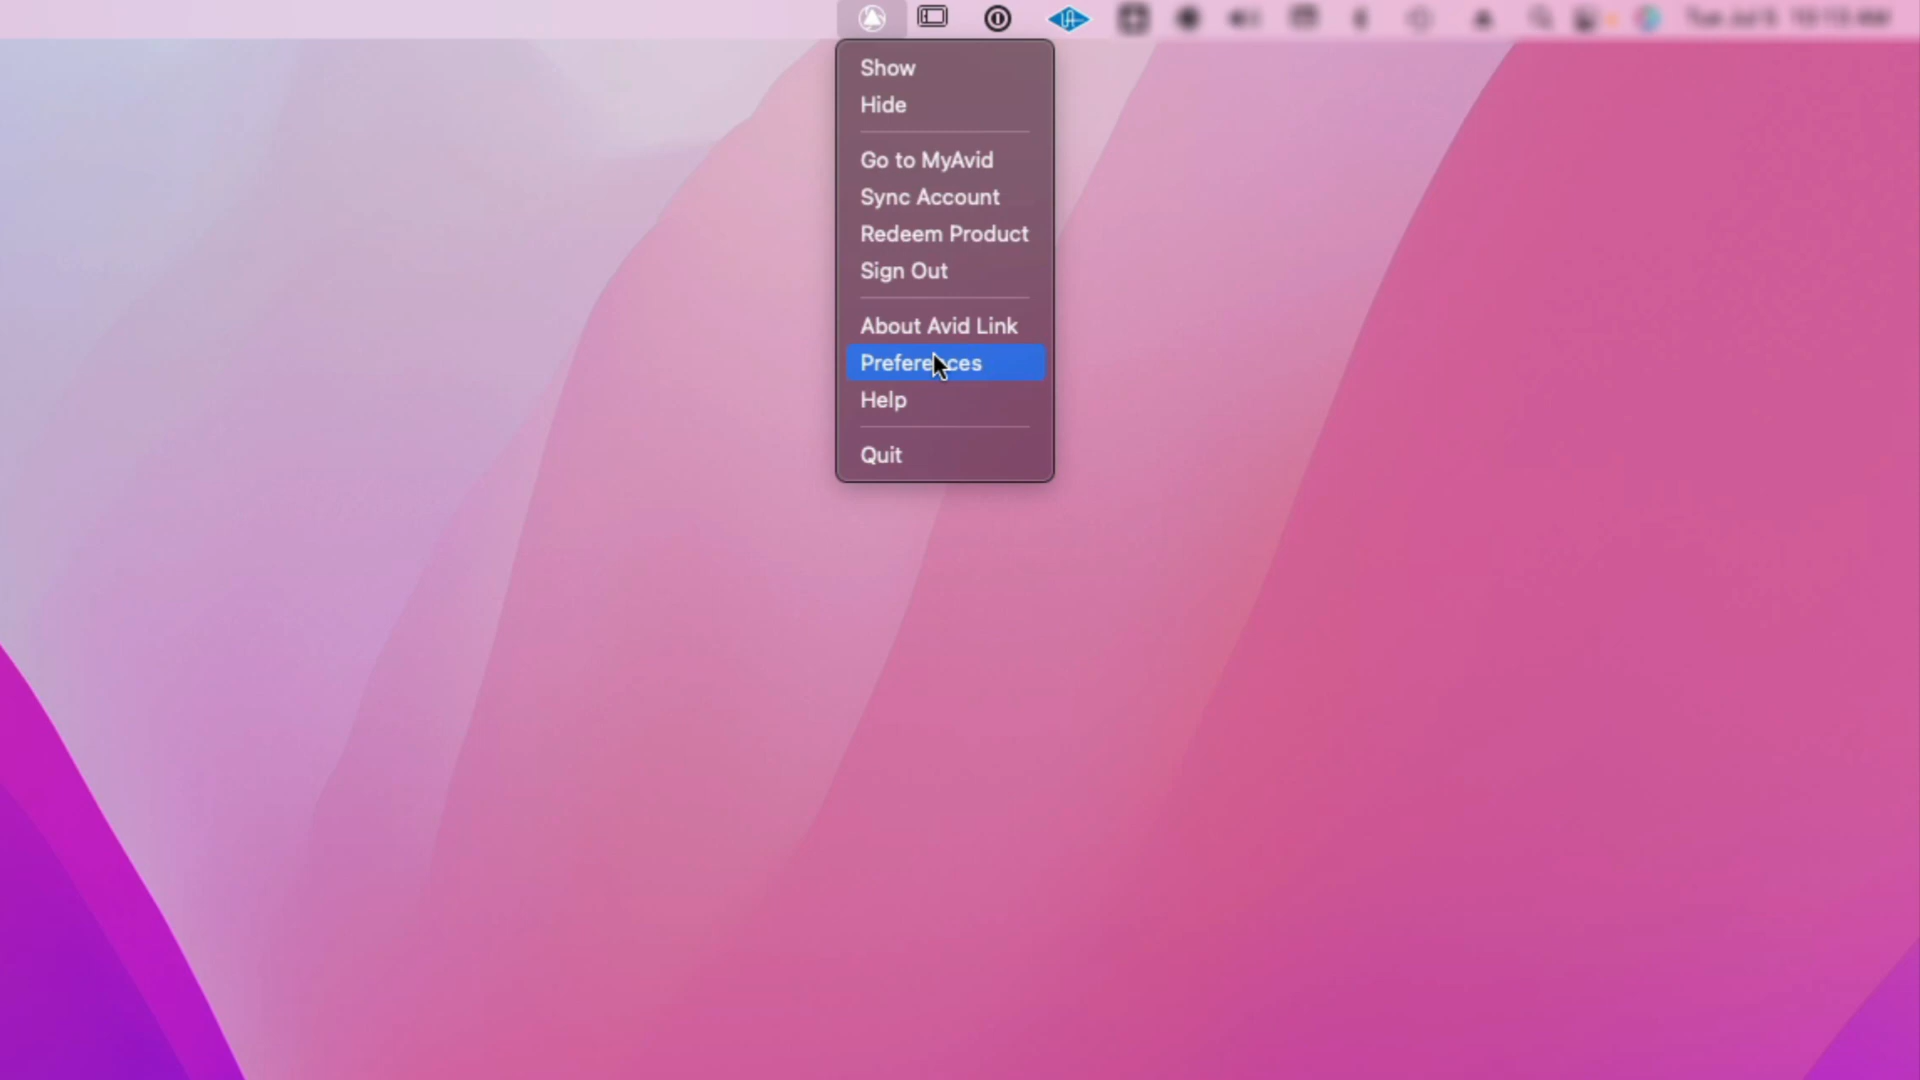 Show
Hide
Go to MyAvid
Sync Account
Redeem Product
Sign Out
About Avid Link
Preferences
Help
Quit